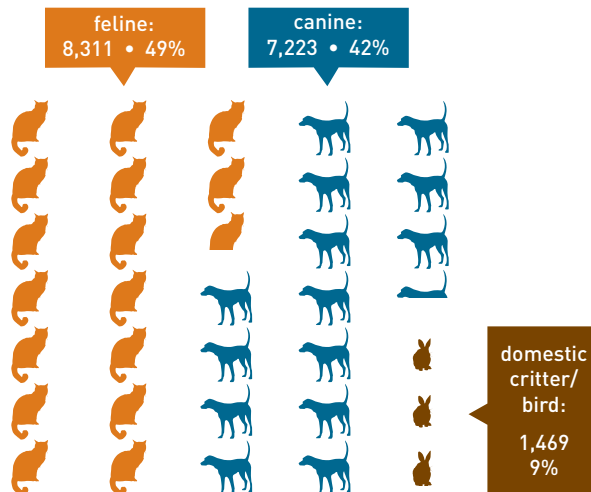 feline:
8,311 • 49%
canine:
7,223 • 42%
domestic
critter/
bird:
1,469
9%